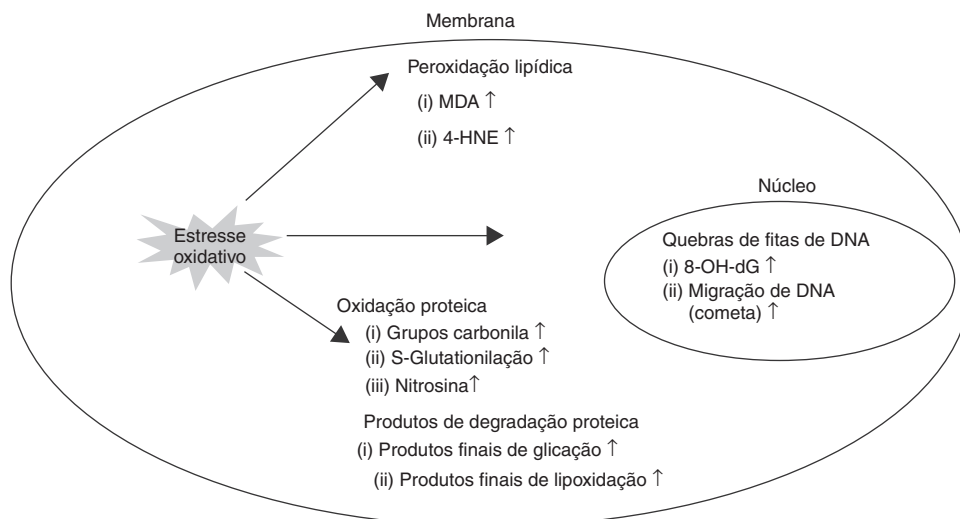 Membrana
Peroxidação lipídica
(i) MDA ↑
(ii) 4-HNE ↑
Núcleo
Estresse
oxidativo
Quebras de fitas de DNA
(i) 8-OH-dG ↑
(ii) Migração de DNA
(cometa) ↑
Oxidação proteica
(i) Grupos carbonila ↑
(ii) S-Glutationilação ↑
(iii) Nitrosina↑
Produtos de degradação proteica
(i) Produtos finais de glicação ↑
(ii) Produtos finais de lipoxidação ↑